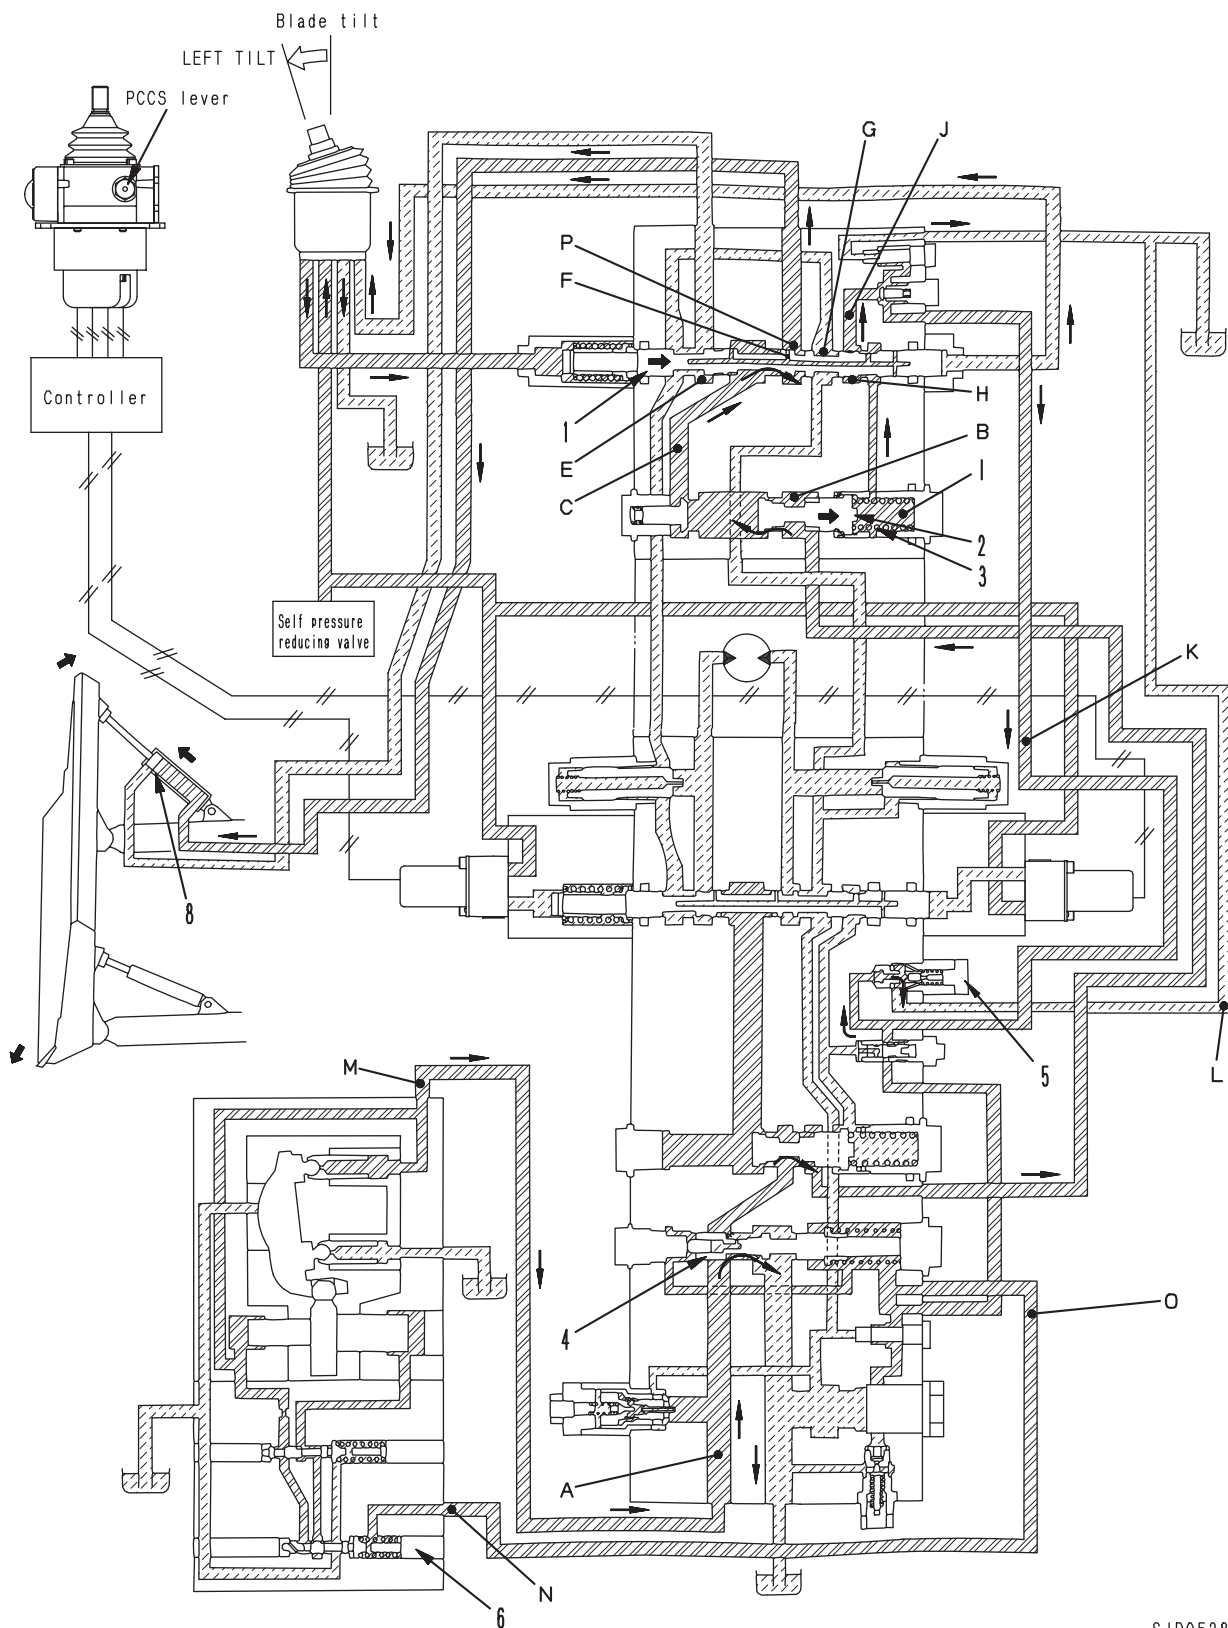 Blade tilt
LEFT TILT
PCCS lever
G
J
P
F
Controller
1
H
E
B
C
I
2
3
Self pressure
reducing valve
K
8
M
5
L
4
O
A
N
6